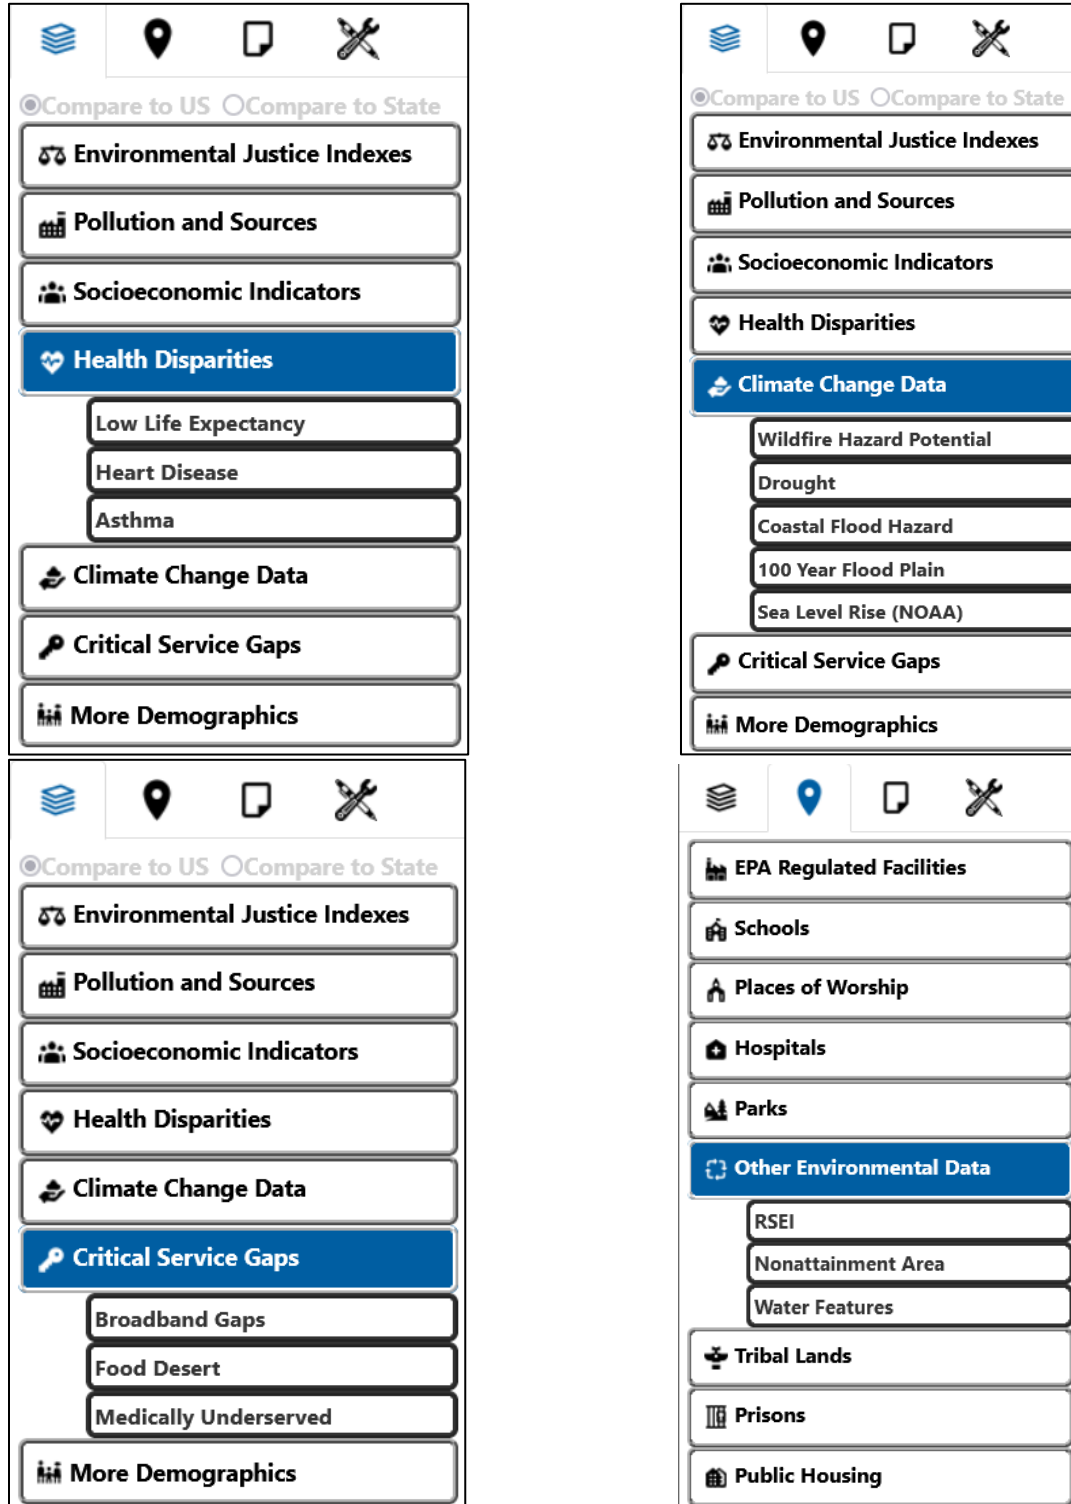 Compare to US Compare to State
Environmental Justice Indexes
Pollution and Sources
Socioeconomic Indicators
Health Disparities
Low Life Expectancy
Heart Disease
Asthma
Climate Change Data
Critical Service Gaps
More Demographics
Compare to US Compare to State
Environmental Justice Indexes
Pollution and Sources
Socioeconomic Indicators
Health Disparities
Climate Change Data
Wildfire Hazard Potential
Drought
Coastal Flood Hazard
100 Year Flood Plain
Sea Level Rise (NOAA)
Critical Service Gaps
More Demographics
Compare to US Compare to State
Environmental Justice Indexes
Pollution and Sources
Socioeconomic Indicators
Health Disparities
Climate Change Data
Critical Service Gaps
Broadband Gaps
Food Desert
Medically Underserved
More Demographics
EPA Regulated Facilities
Schools
Places of Worship
Hospitals
Parks
Other Environmental Data
RSEI
Nonattainment Area
Water Features
Tribal Lands
Prisons
Public Housing